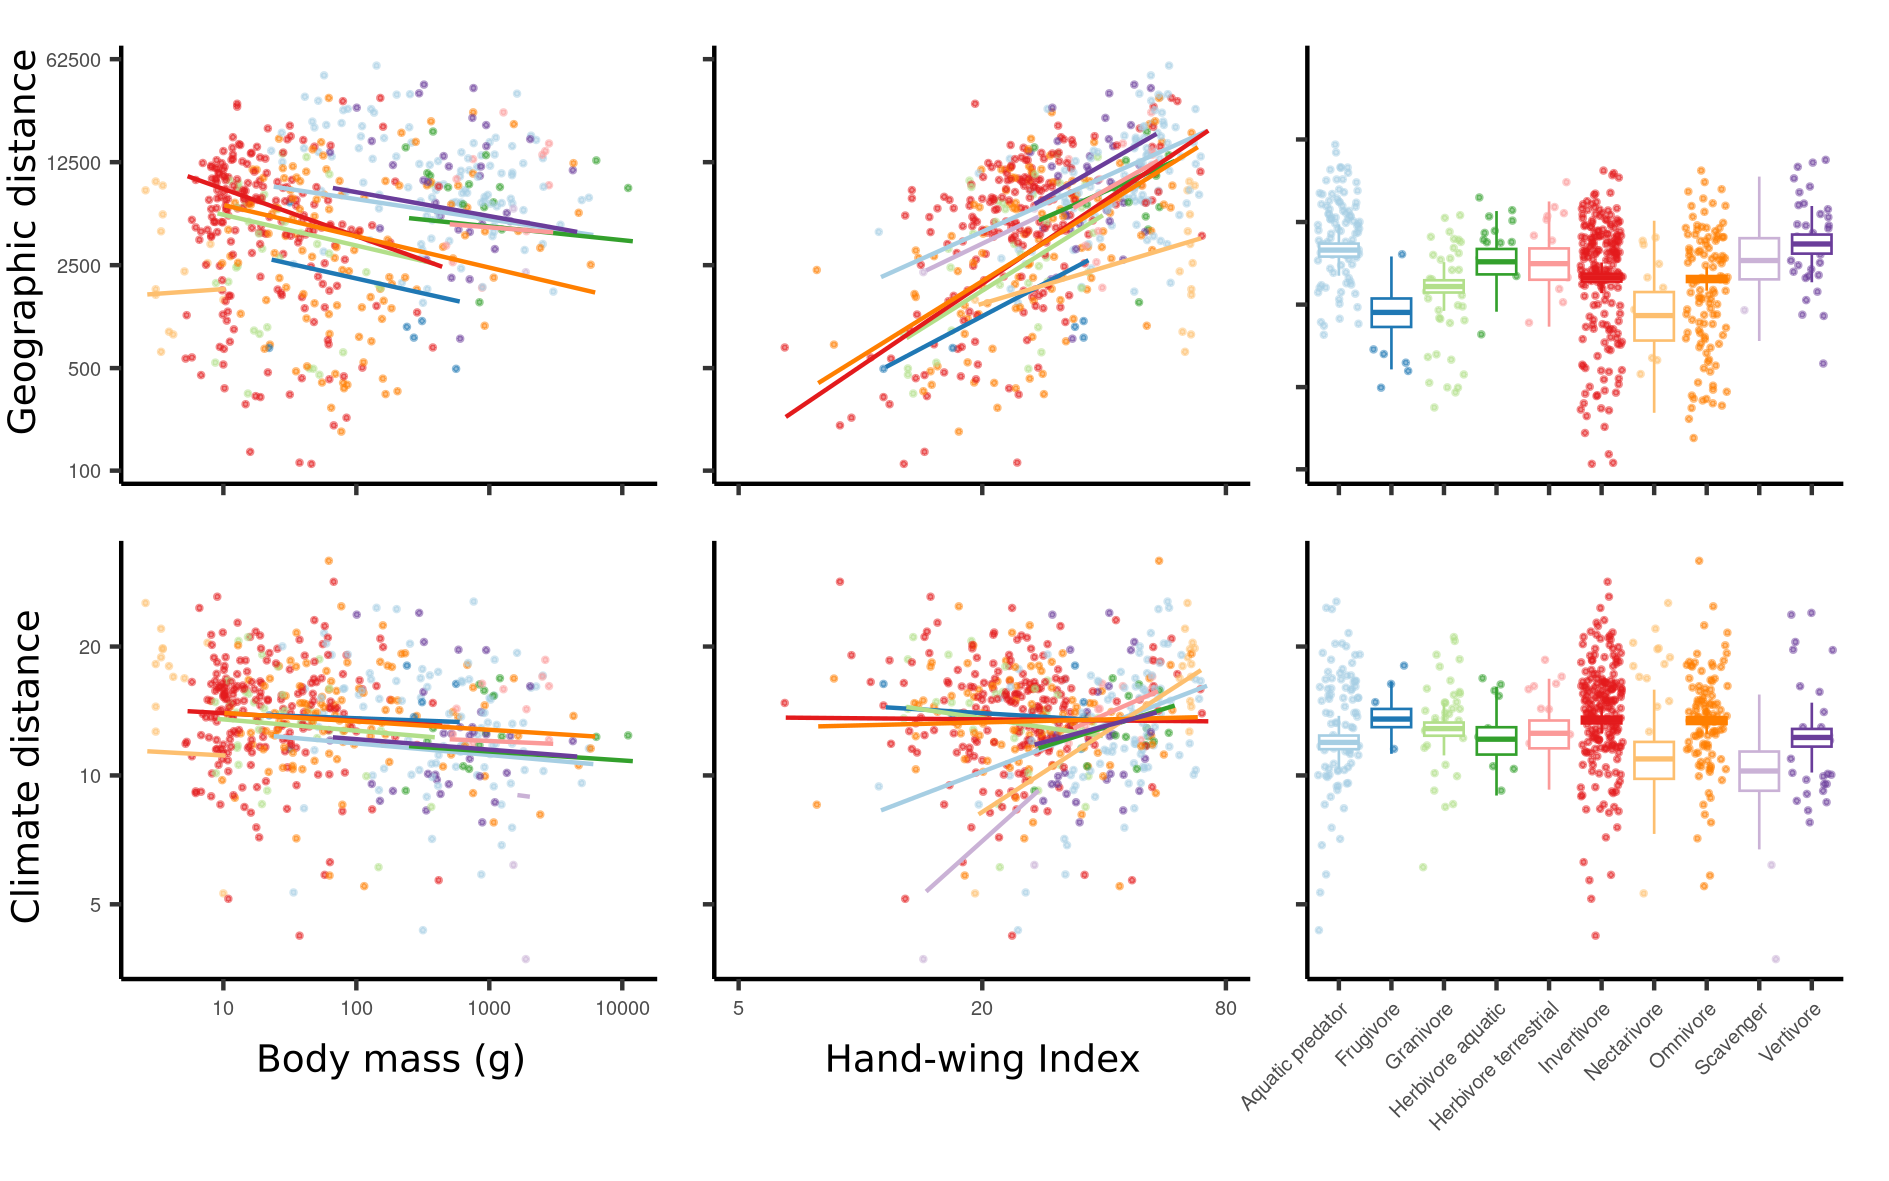 Geographic distance
62500
12500
2500
500
100
Climate distance
20
10
5
10 100 1000 10000
5 20 80
Body mass (g)
Hand-wing Index
Aquatic predator
Frugivore
Granivore
Herbivore aquatic
Herbivore terrestrial
Invertivore
Nectarivore
Omnivore
Scavenger
Vertivore